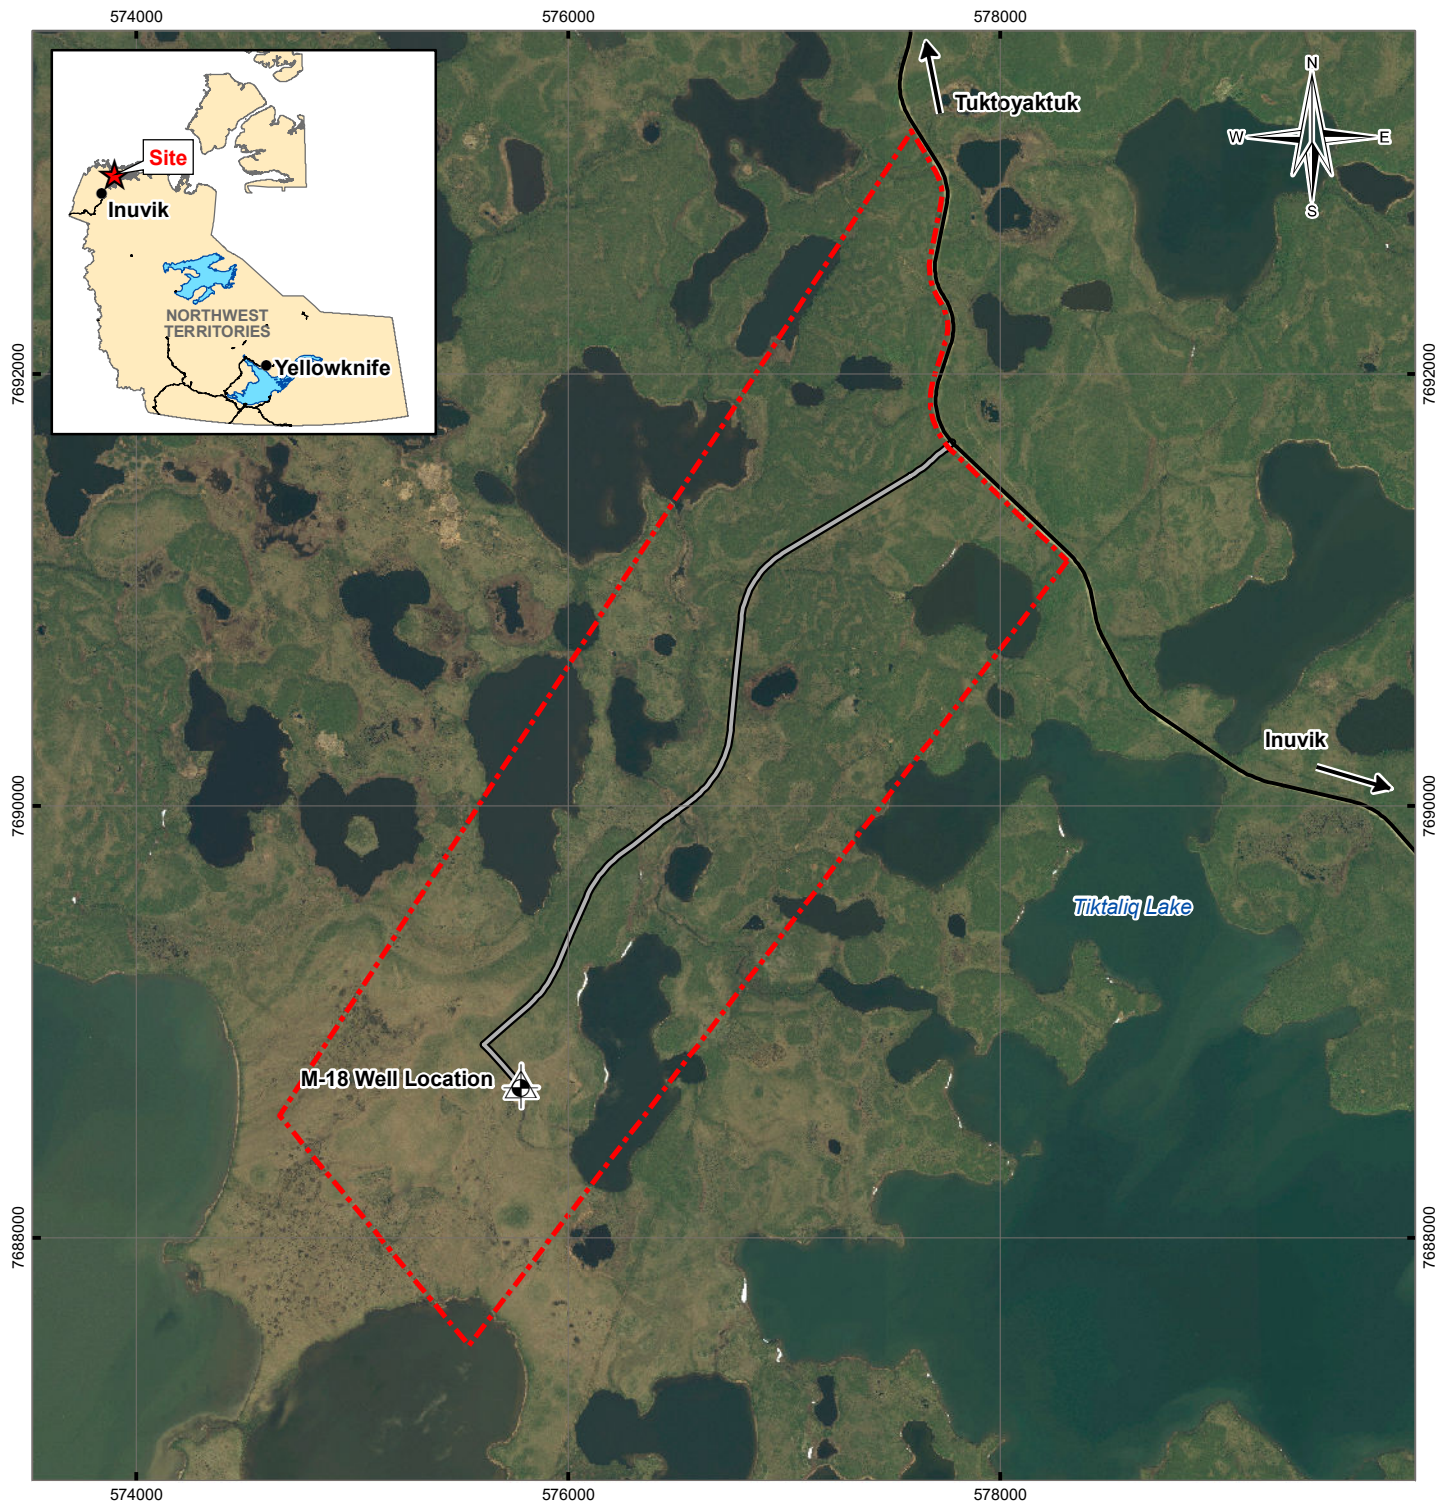 574000
576000
578000
Site
Inuvik
NORTHWEST
TERRITORIES
Yellowknife
Tuktoyaktuk
N
W
E
S
7692000
7692000
Inuvik
7690000
7690000
Tiktaliq Lake
M-18 Well Location
7688000
7688000
574000
576000
578000